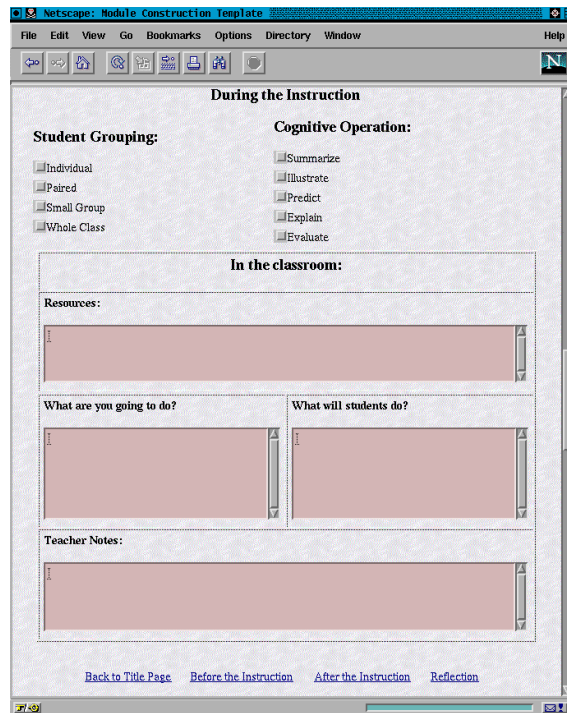 Netscape: Module Construction Template
File Edit View Go Bookmarks Options Directory Window Help
N
During the Instruction
Student Grouping:
Individual
Paired
Small Group
Whole Class
Cognitive Operation:
Summarize
Illustrate
Predict
Explain
Evaluate
In the classroom:
Resources:
What are you going to do?
What will students do?
Teacher Notes:
Back to Title Page Before the Instruction After the Instruction Reflection